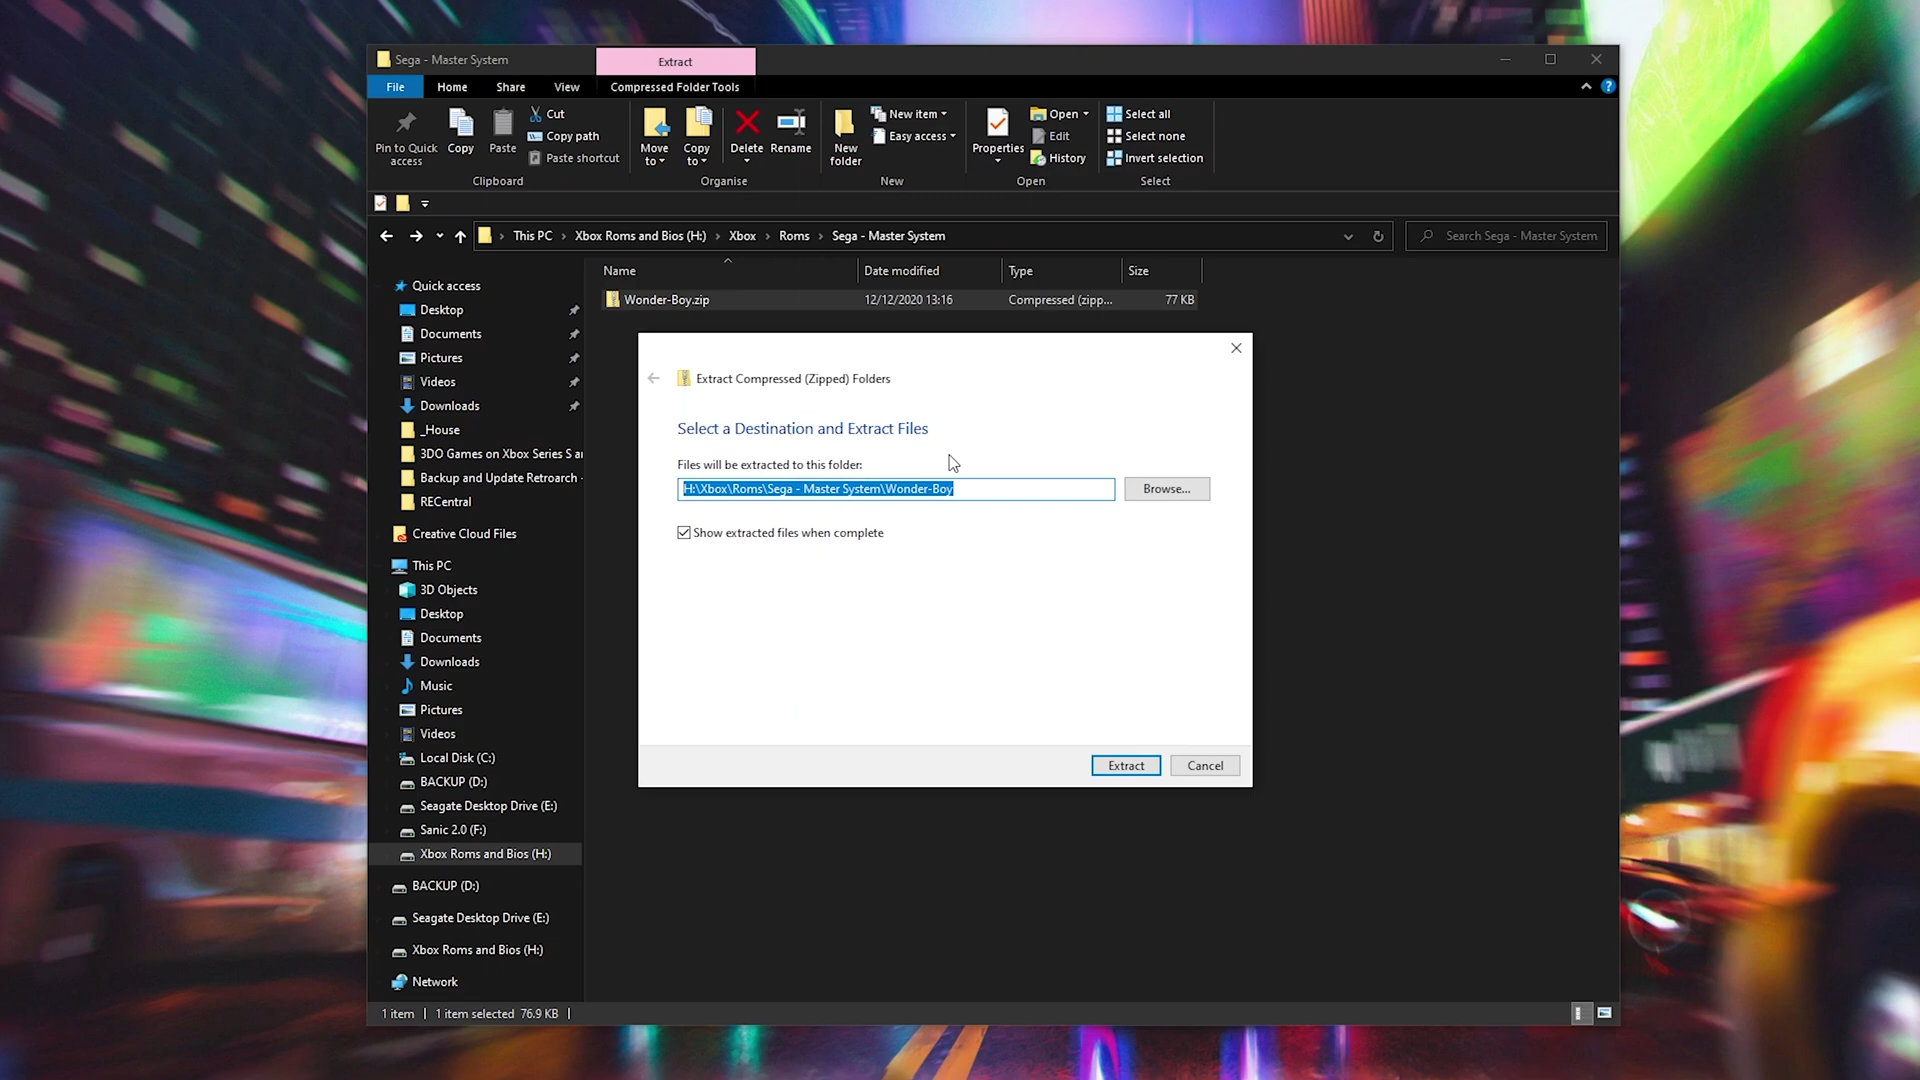 Sega - Master System
Extract
File
Home
Share
View
Compressed Folder Tools
Pin to Quick access
Copy
Paste
Cut
Copy path
Paste shortcut
Move to
Copy to
Delete
Rename
New folder
New item
Easy access
Properties
Open
Edit
History
Select all
Select none
Invert selection
Clipboard
Organise
New
Open
Select
This PC > Xbox Roms and Bios (H:) > Xbox > Roms > Sega - Master System
Search Sega - Master System
Name
Date modified
Type
Size
Wonder-Boy.zip
12/12/2020 13:16
Compressed (zipp...
77 KB
Quick access
Desktop
Documents
Pictures
Videos
Downloads
_House
3DO Games on Xbox Series S a
Backup and Update Retroarch -
RECentral
Creative Cloud Files
This PC
3D Objects
Desktop
Documents
Downloads
Music
Pictures
Videos
Local Disk (C:)
BACKUP (D:)
Seagate Desktop Drive (E:)
Sanic 2.0 (F:)
Xbox Roms and Bios (H:)
BACKUP (D:)
Seagate Desktop Drive (E:)
Xbox Roms and Bios (H:)
Network
Extract Compressed (Zipped) Folders
Select a Destination and Extract Files
Files will be extracted to this folder:
H:\Xbox\Roms\Sega - Master System\Wonder-Boy
Browse...
Show extracted files when complete
Extract
Cancel
1 item
1 item selected 76.9 KB